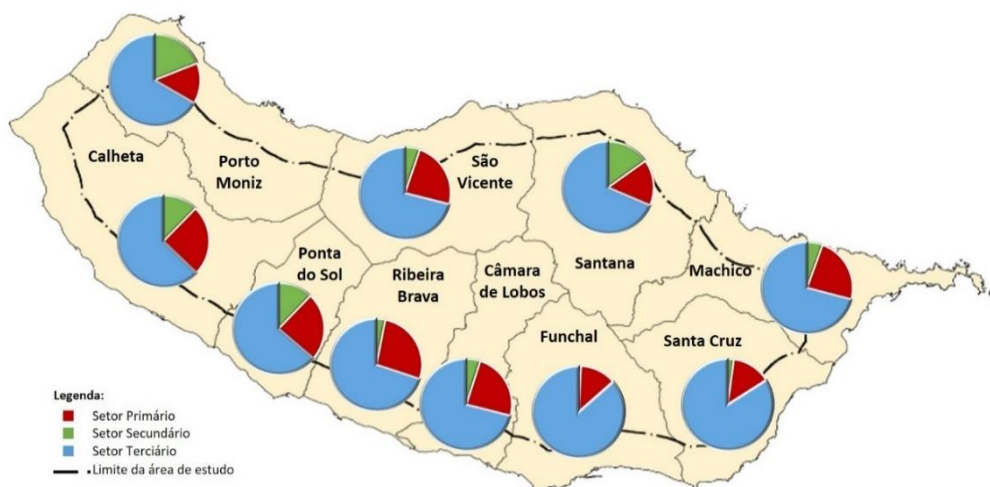 Calheta
Porto
Moniz
São
Vicente
Ponta
do Sol
Ribeira
Brava
Câmara
de Lobos
Santana
Machico
Funchal
Santa Cruz
Legenda:
Setor Primário
Setor Secundário
Setor Terciário
Limite da área de estudo